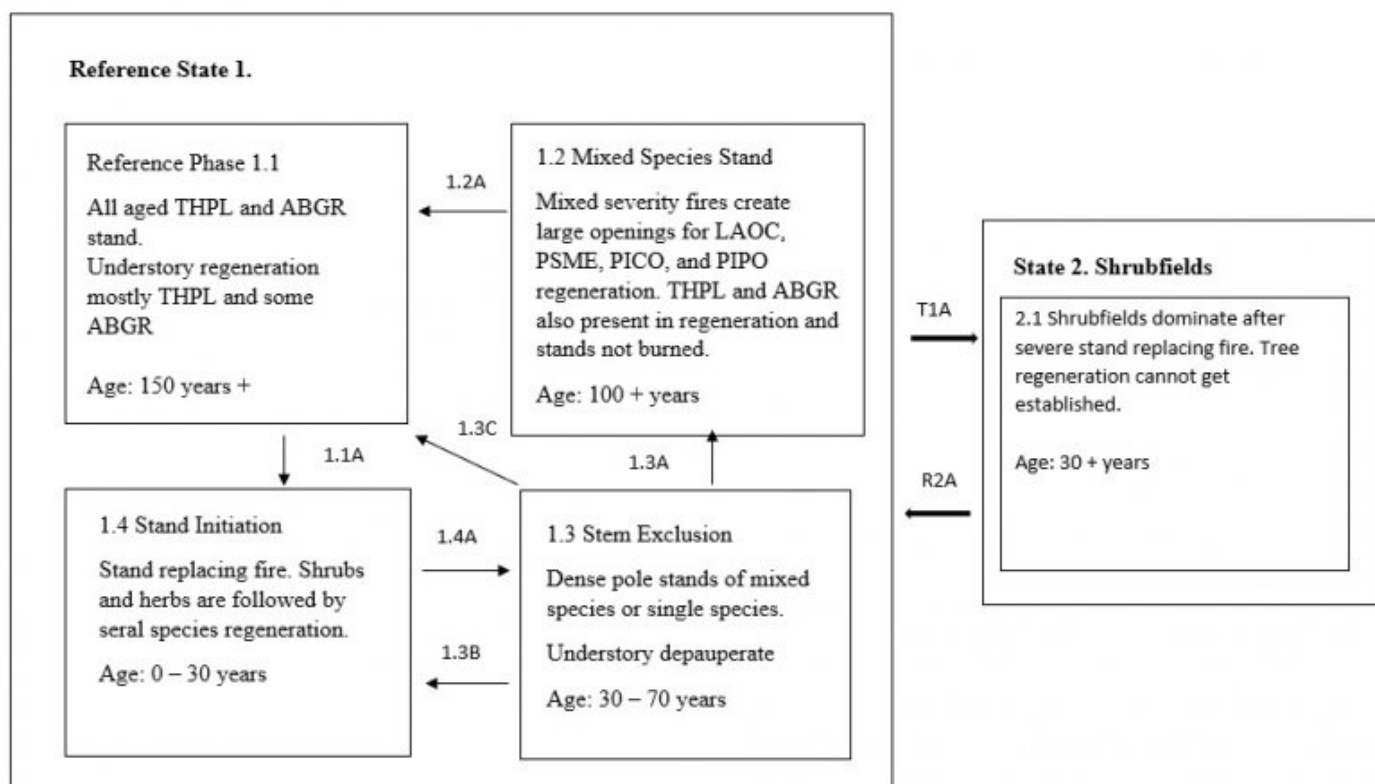 Reference State 1.
Reference Phase 1.1
All aged THPL and ABGR
stand.
Understory regeneration
mostly THPL and some
ABGR
Age: 150 years +
1.2A
1.2 Mixed Species Stand
Mixed severity fires create
large openings for LAOC,
PSME, PICO, and PIPO
regeneration. THPL and ABGR
also present in regeneration and
stands not burned.
Age: 100 + years
1.1A
1.3C
1.3A
1.4 Stand Initiation
Stand replacing fire. Shrubs
and herbs are followed by
seral species regeneration.
Age: 0 – 30 years
1.4A
1.3B
1.3 Stem Exclusion
Dense pole stands of mixed
species or single species.
Understory depauperate
Age: 30 – 70 years
T1A
R2A
State 2. Shrubfields
2.1 Shrubfields dominate after
severe stand replacing fire. Tree
regeneration cannot get
established.
Age: 30 + years